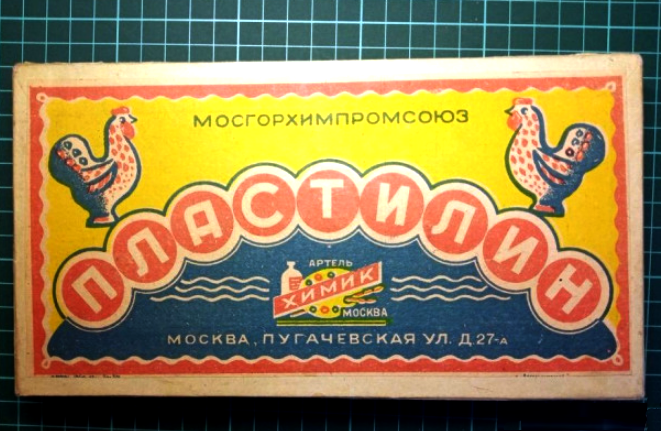 МОСГОРХИМПРОМСОЮЗ
ПЛАСТИЛИН
АРТЕЛЬ
ХИМИК
МОСКВА
МОСКВА, ПУГАЧЕВСКАЯ УЛ. Д.27-А